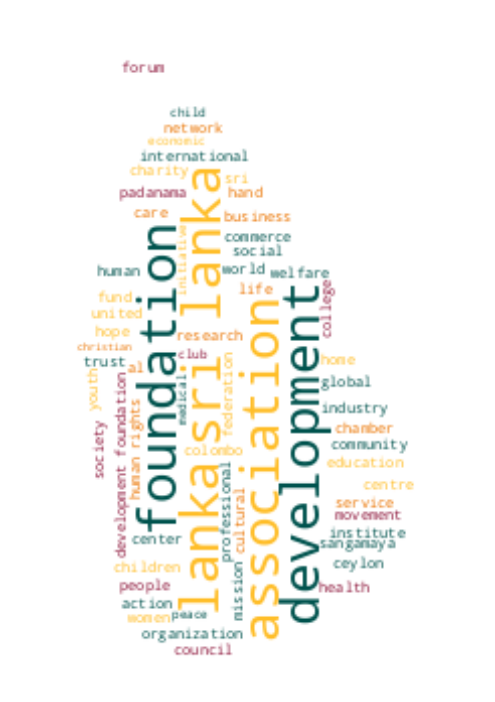 forum
child
network
economic
international
charity
sri
padanama
hand
care
business
foundation
lankasri lanka
initiative
commerce
social
human
world
welfare
life
college
fund
united
association
development
hope
research
christian
club
trust
al
home
youth
medical
federation
global
development foundation
human rights
industry
society
chamber
colombo
community
professional
education
cultural
centre
service
movement
center
institute
sangamaya
children
mission
ceylon
people
health
action
women
peace
organization
council